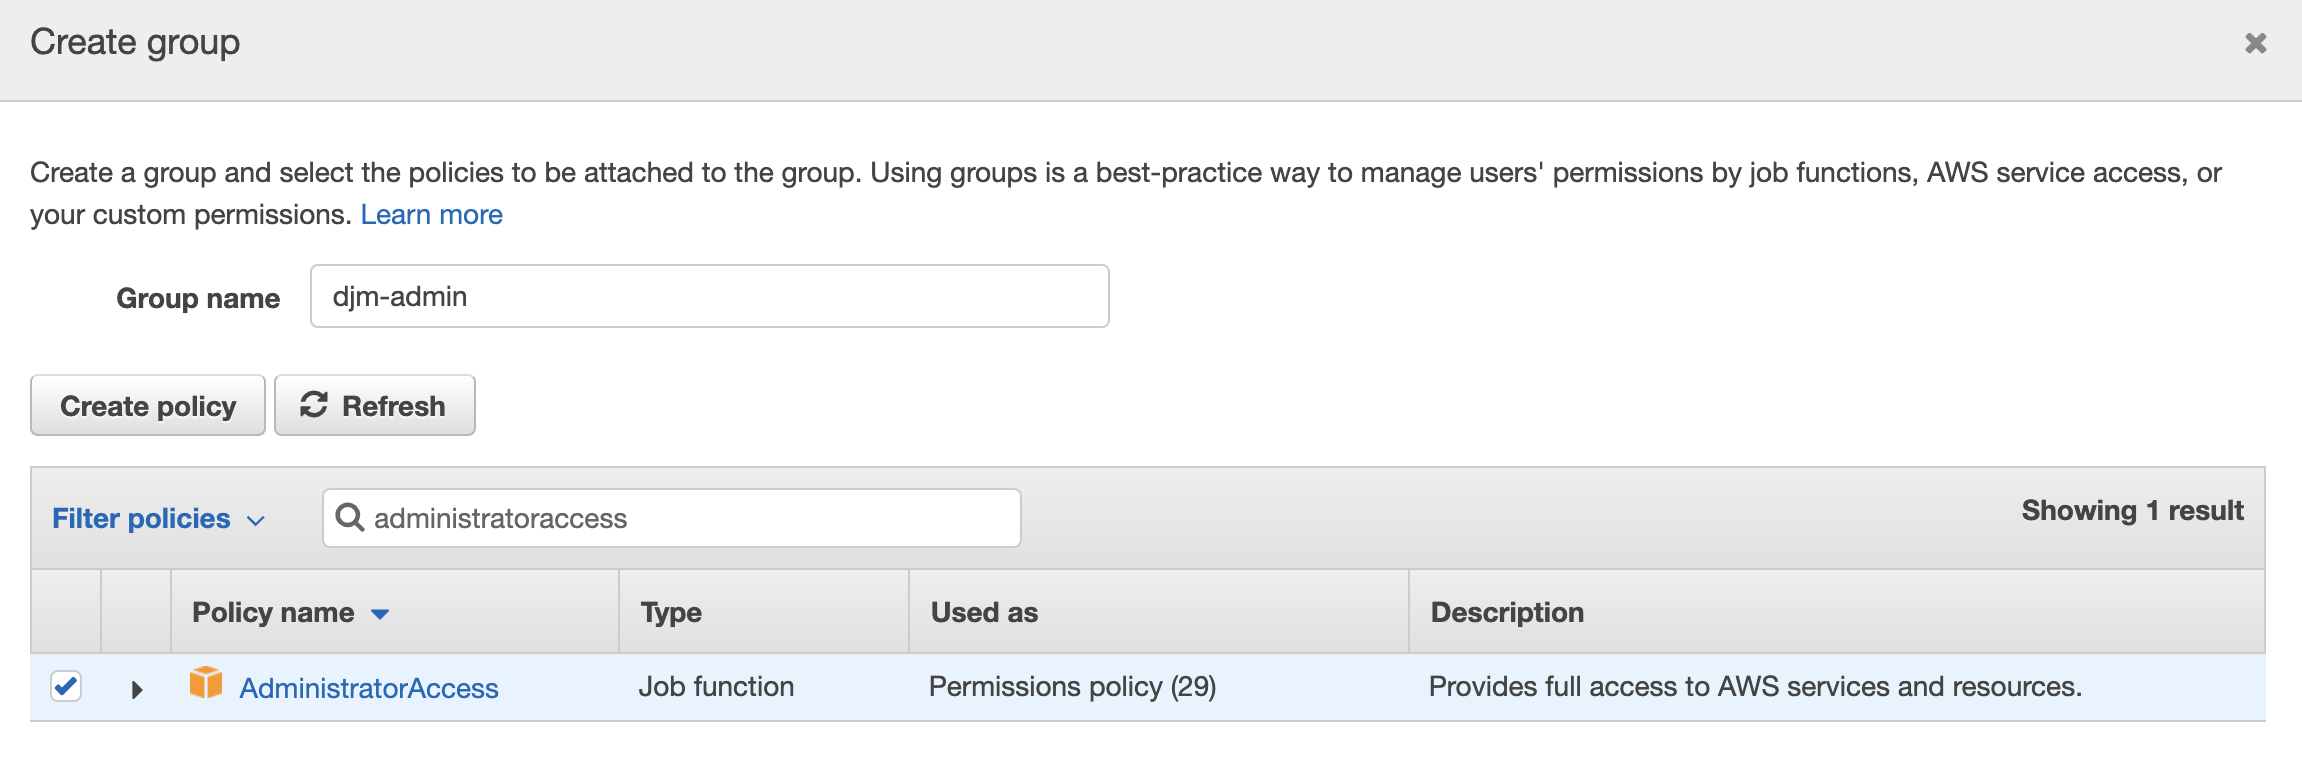 Create group
Create a group and select the policies to be attached to the group. Using groups is a best-practice way to manage users' permissions by job functions, AWS service access, or
your custom permissions. Learn more
Group name djm-admin
Create policy Refresh
Filter policies administratoraccess Showing 1 result
Policy name Type Used as Description
AdministratorAccess Job function Permissions policy (29) Provides full access to AWS services and resources.